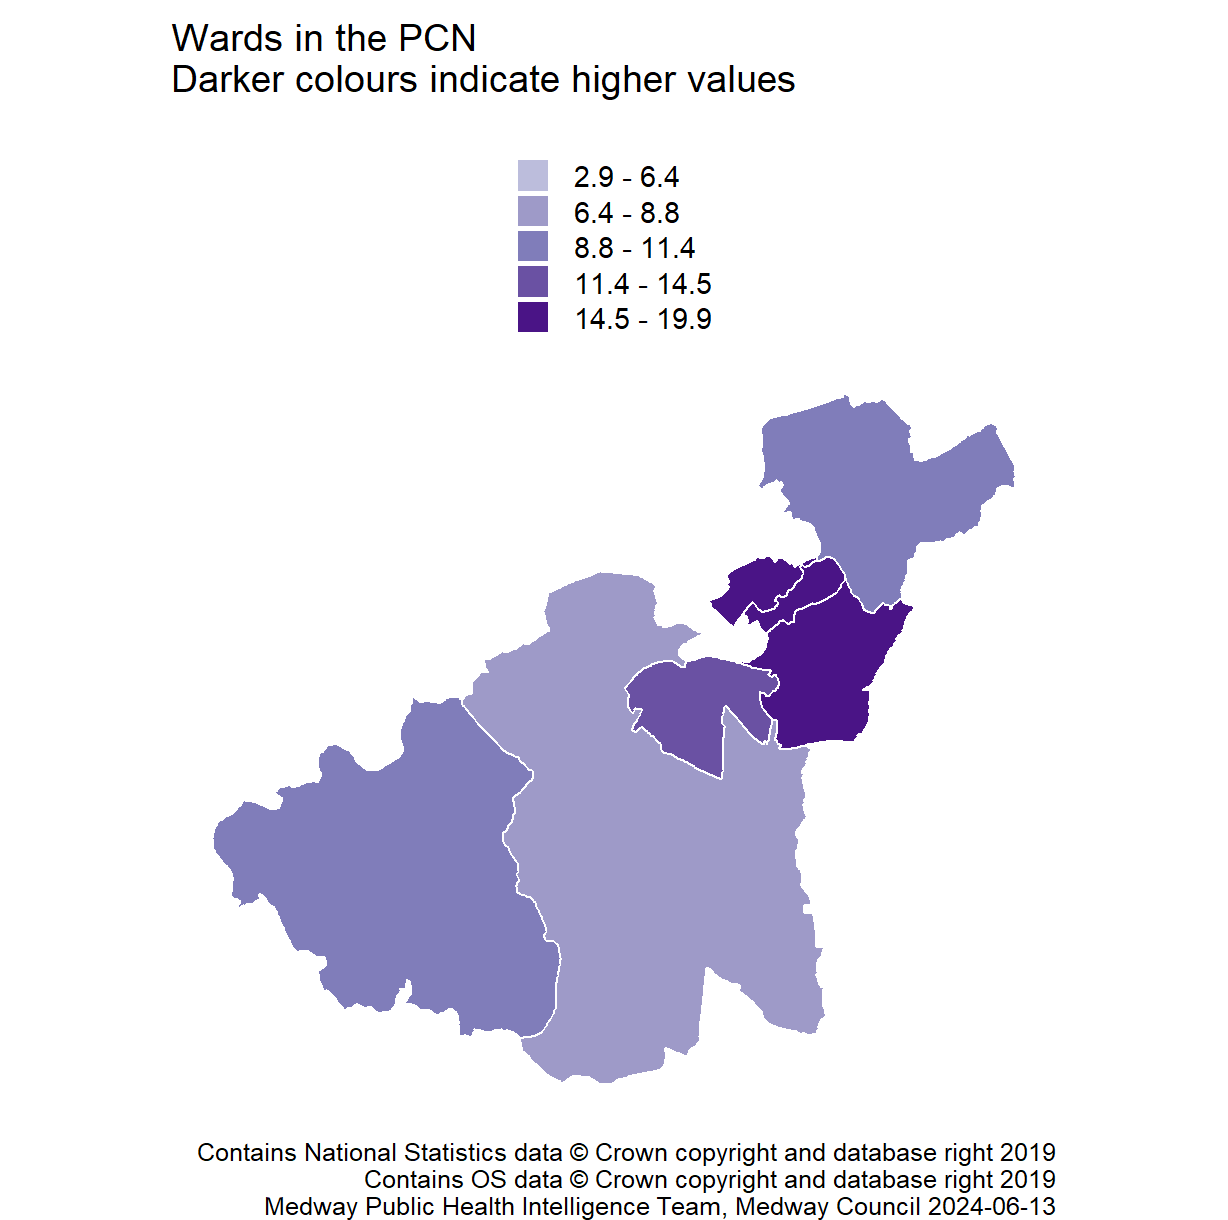 Wards in the PCN
Darker colours indicate higher values
2.9 - 6.4
6.4 - 8.8
8.8 - 11.4
11.4 - 14.5
14.5 - 19.9
Contains National Statistics data © Crown copyright and database right 2019
Contains OS data © Crown copyright and database right 2019
Medway Public Health Intelligence Team, Medway Council 2024-06-13